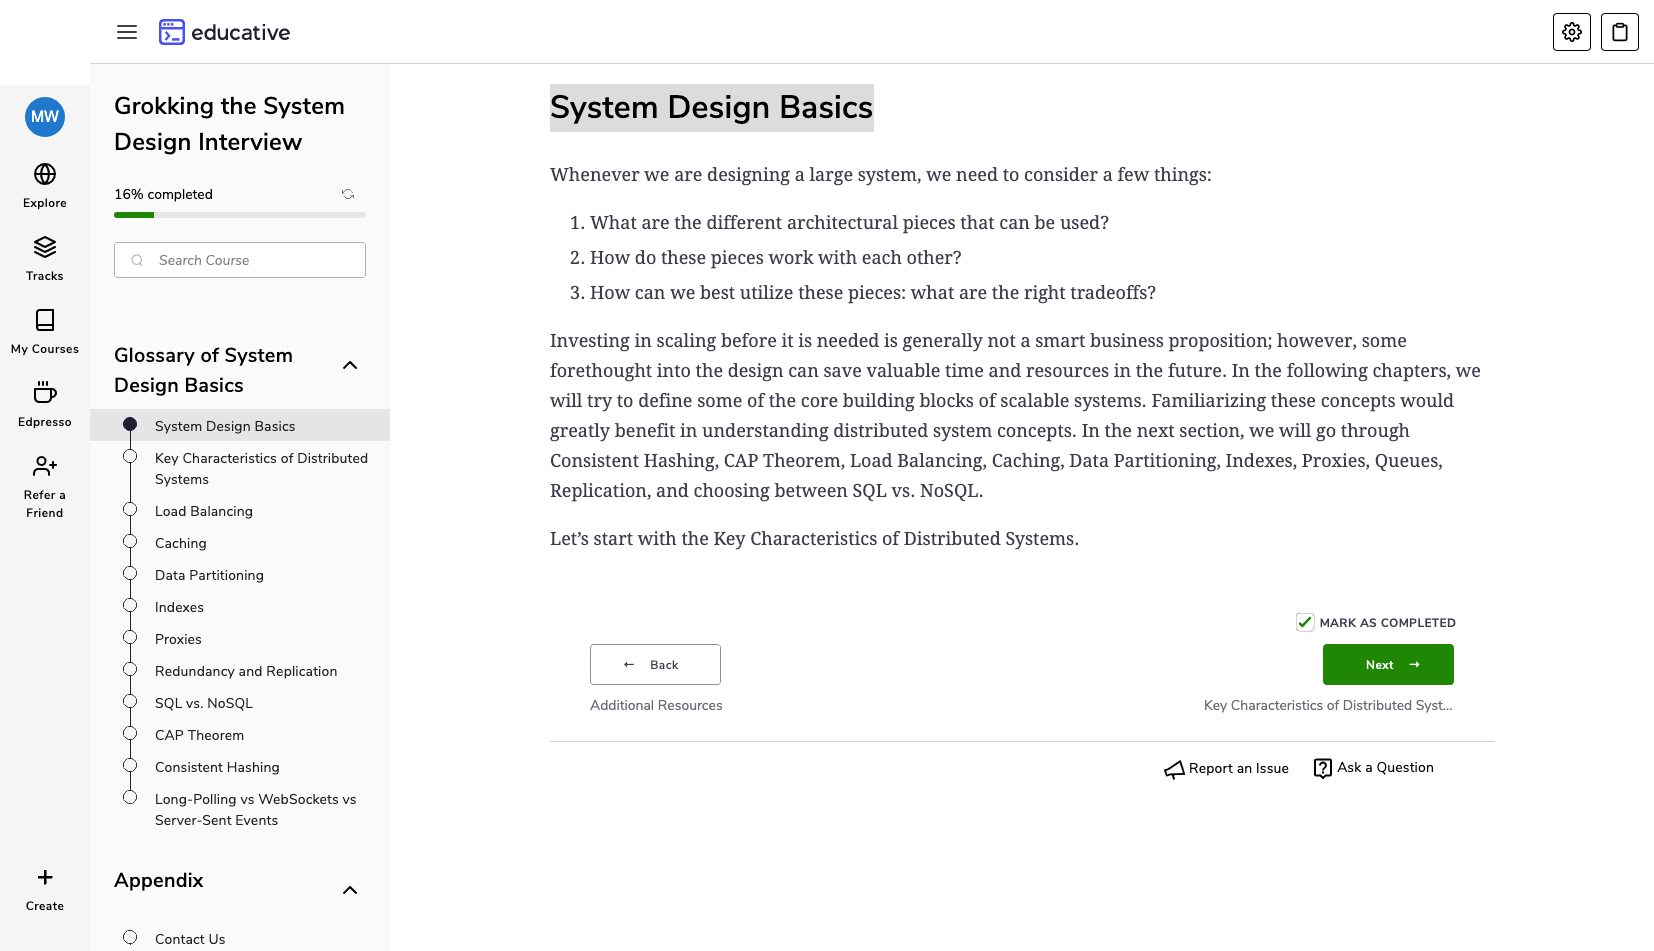 educative
MW
Explore
Tracks
My Courses
Edpresso
Refer a
Friend
Create
Grokking the System
Design Interview
16% completed
Search Course
Glossary of System
Design Basics
System Design Basics
Key Characteristics of Distributed
Systems
Load Balancing
Caching
Data Partitioning
Indexes
Proxies
Redundancy and Replication
SQL vs. NoSQL
CAP Theorem
Consistent Hashing
Long-Polling vs WebSockets vs
Server-Sent Events
Appendix
Contact Us
System Design Basics
Whenever we are designing a large system, we need to consider a few things:
1. What are the different architectural pieces that can be used?
2. How do these pieces work with each other?
3. How can we best utilize these pieces: what are the right tradeoffs?
Investing in scaling before it is needed is generally not a smart business proposition; however, some
forethought into the design can save valuable time and resources in the future. In the following chapters, we
will try to define some of the core building blocks of scalable systems. Familiarizing these concepts would
greatly benefit in understanding distributed system concepts. In the next section, we will go through
Consistent Hashing, CAP Theorem, Load Balancing, Caching, Data Partitioning, Indexes, Proxies, Queues,
Replication, and choosing between SQL vs. NoSQL.
Let’s start with the Key Characteristics of Distributed Systems.
MARK AS COMPLETED
← Back
Next →
Additional Resources
Key Characteristics of Distributed Syst...
Report an Issue
Ask a Question